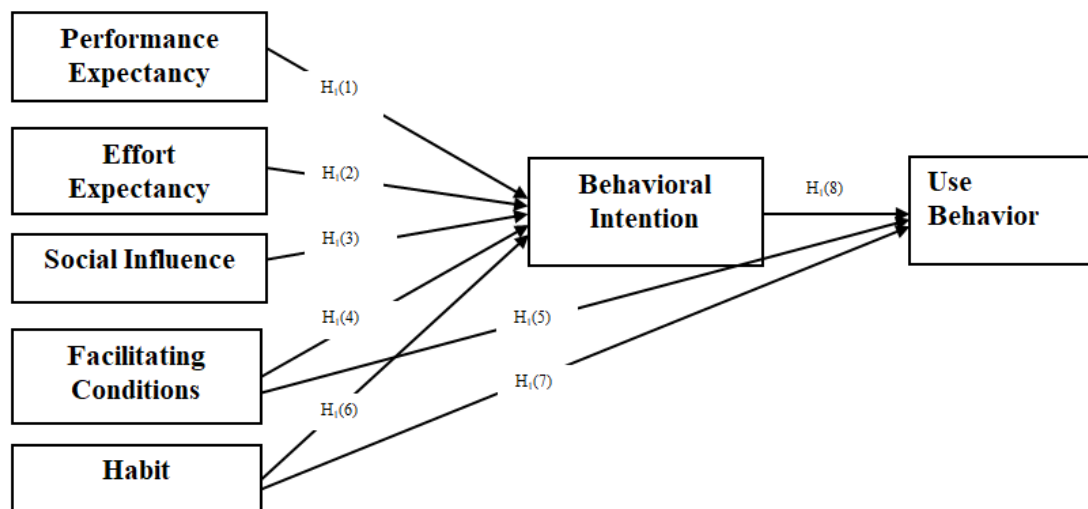 Performance
Expectancy
H₁(1)
Effort
Expectancy
H₁(2)
Behavioral
Intention
H₁(8)
Use
Behavior
Social Influence
H₁(3)
Facilitating
Conditions
H₁(4)
H₁(5)
Habit
H₁(6)
H₁(7)